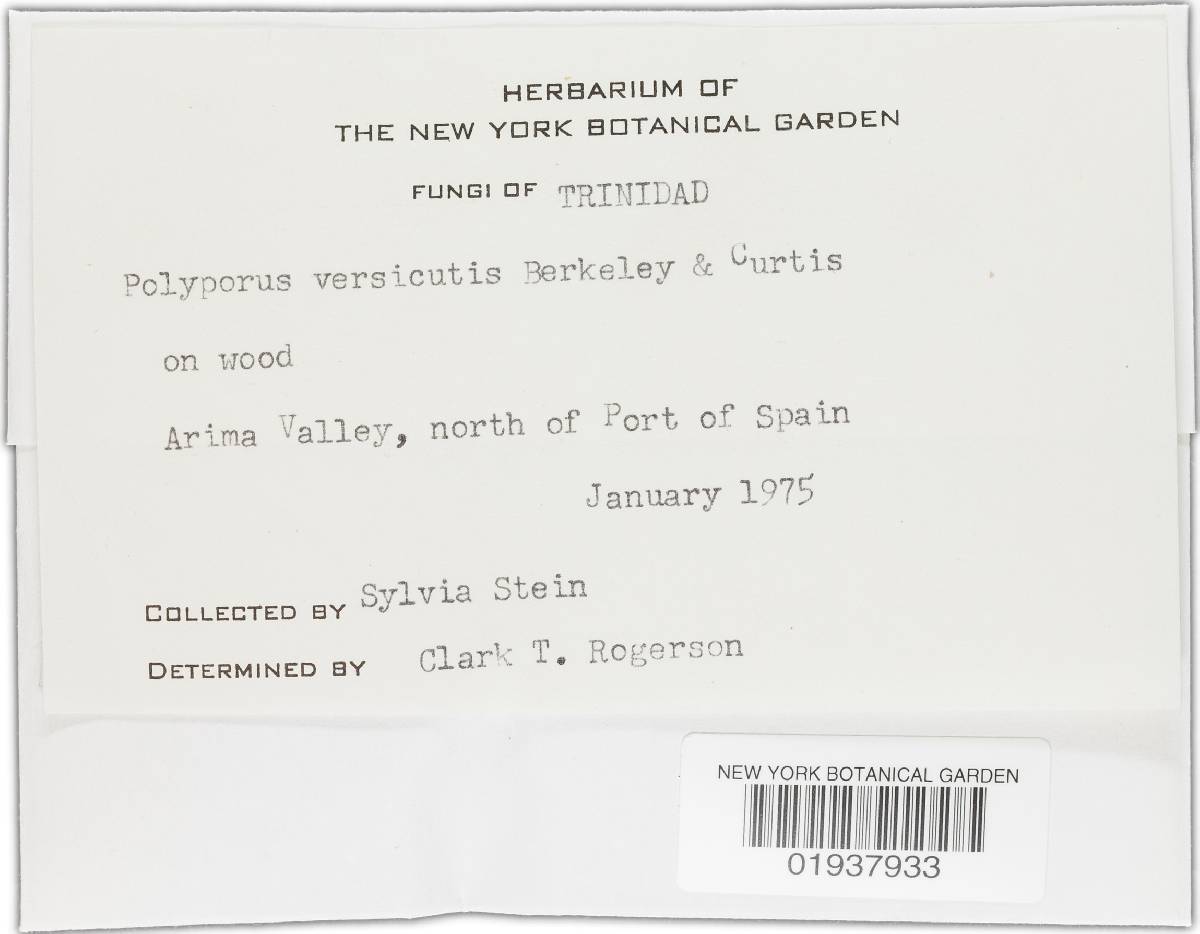 HERBARIUM OF
THE NEW YORK BOTANICAL GARDEN
FUNGI OF TRINIDAD
Polyporus versicutis Berkeley & Curtis
on wood
Arima Valley, north of Port of Spain
January 1975
COLLECTED BY Sylvia Stein
DETERMINED BY Clark T. Rogerson
NEW YORK BOTANICAL GARDEN
01937933